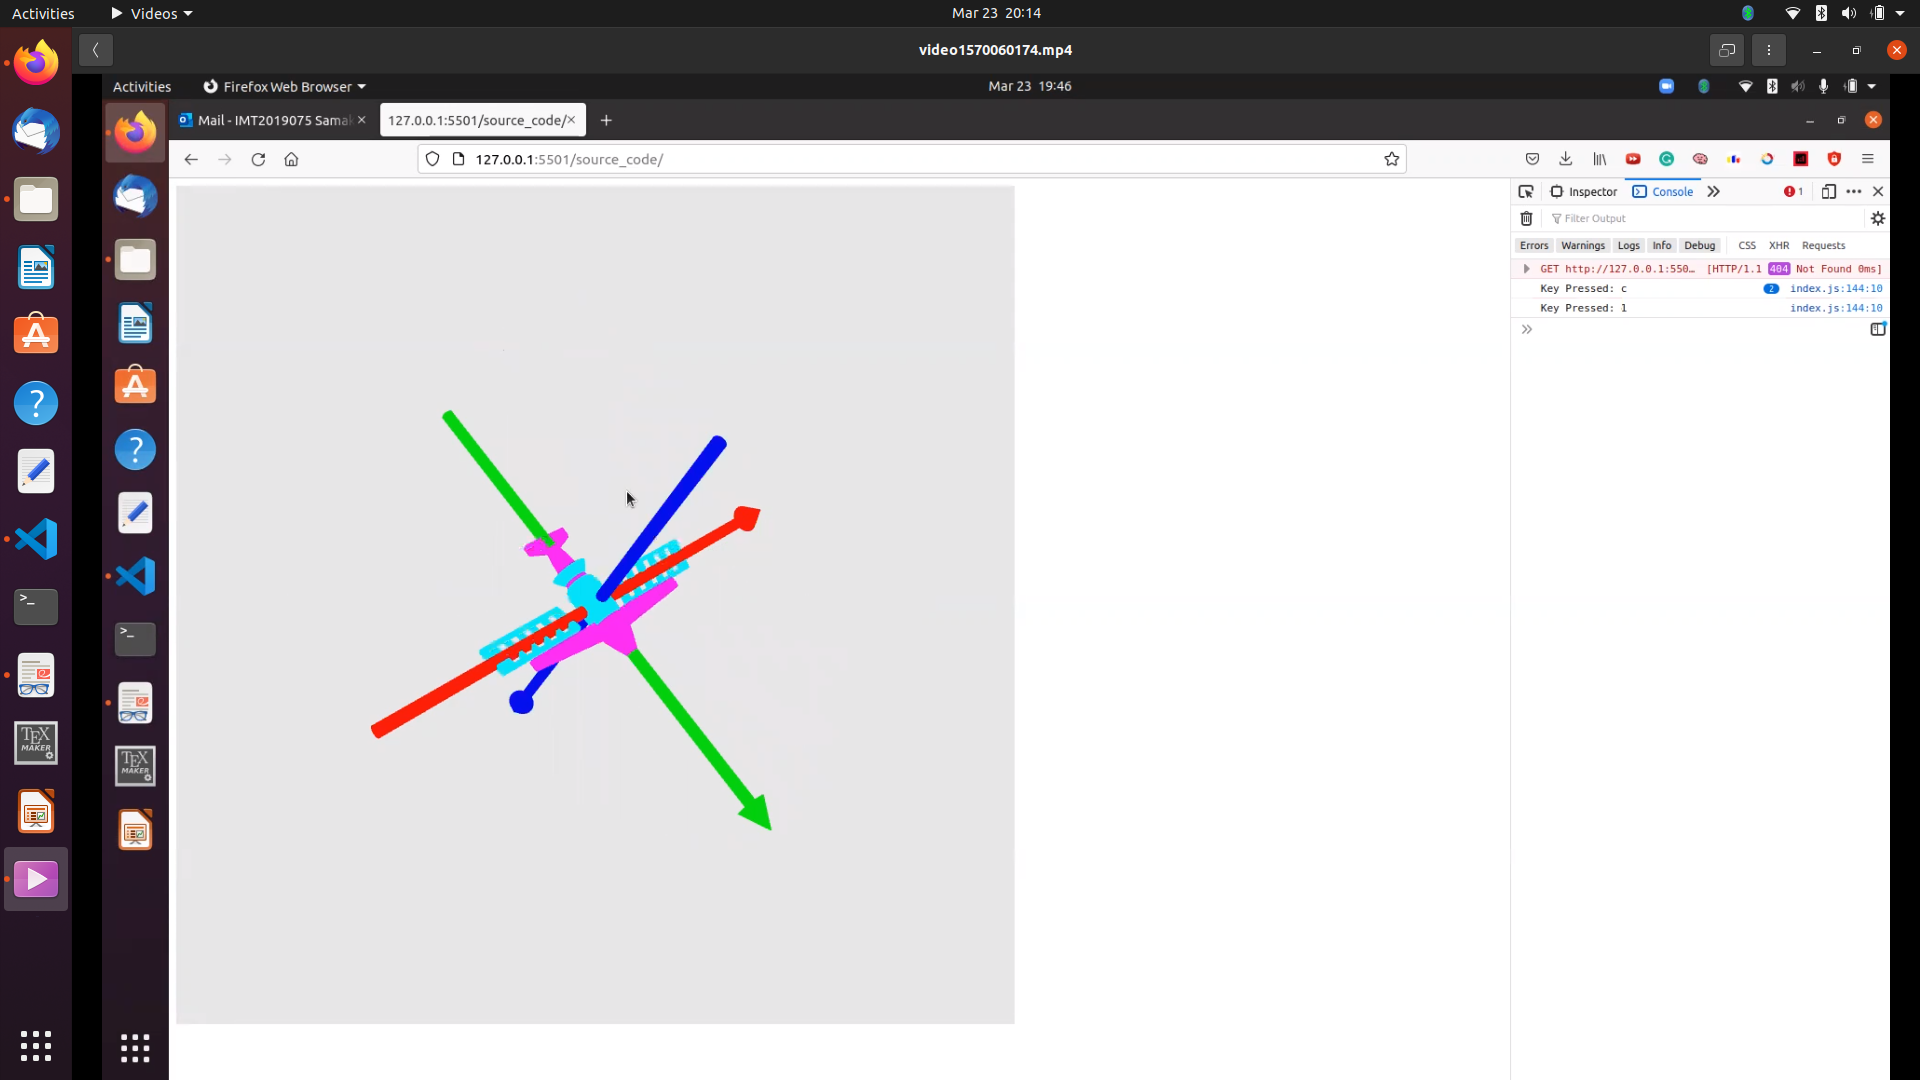 Activities Videos Mar 23 20:14
video1570060174.mp4
Activities Firefox Web Browser Mar 23 19:46
Mail - IMT2019075 Sama 127.0.0.1:5501/source_code/
127.0.0.1:5501/source_code/
Inspector Console 1
Filter Output
Errors Warnings Logs Info Debug CSS XHR Requests
GET http://127.0.0.1:550… [HTTP/1.1 404 Not Found 0ms]
Key Pressed: c 2 index.js:144:10
Key Pressed: l index.js:144:10
TEX
MAKER
TEX
MAKER